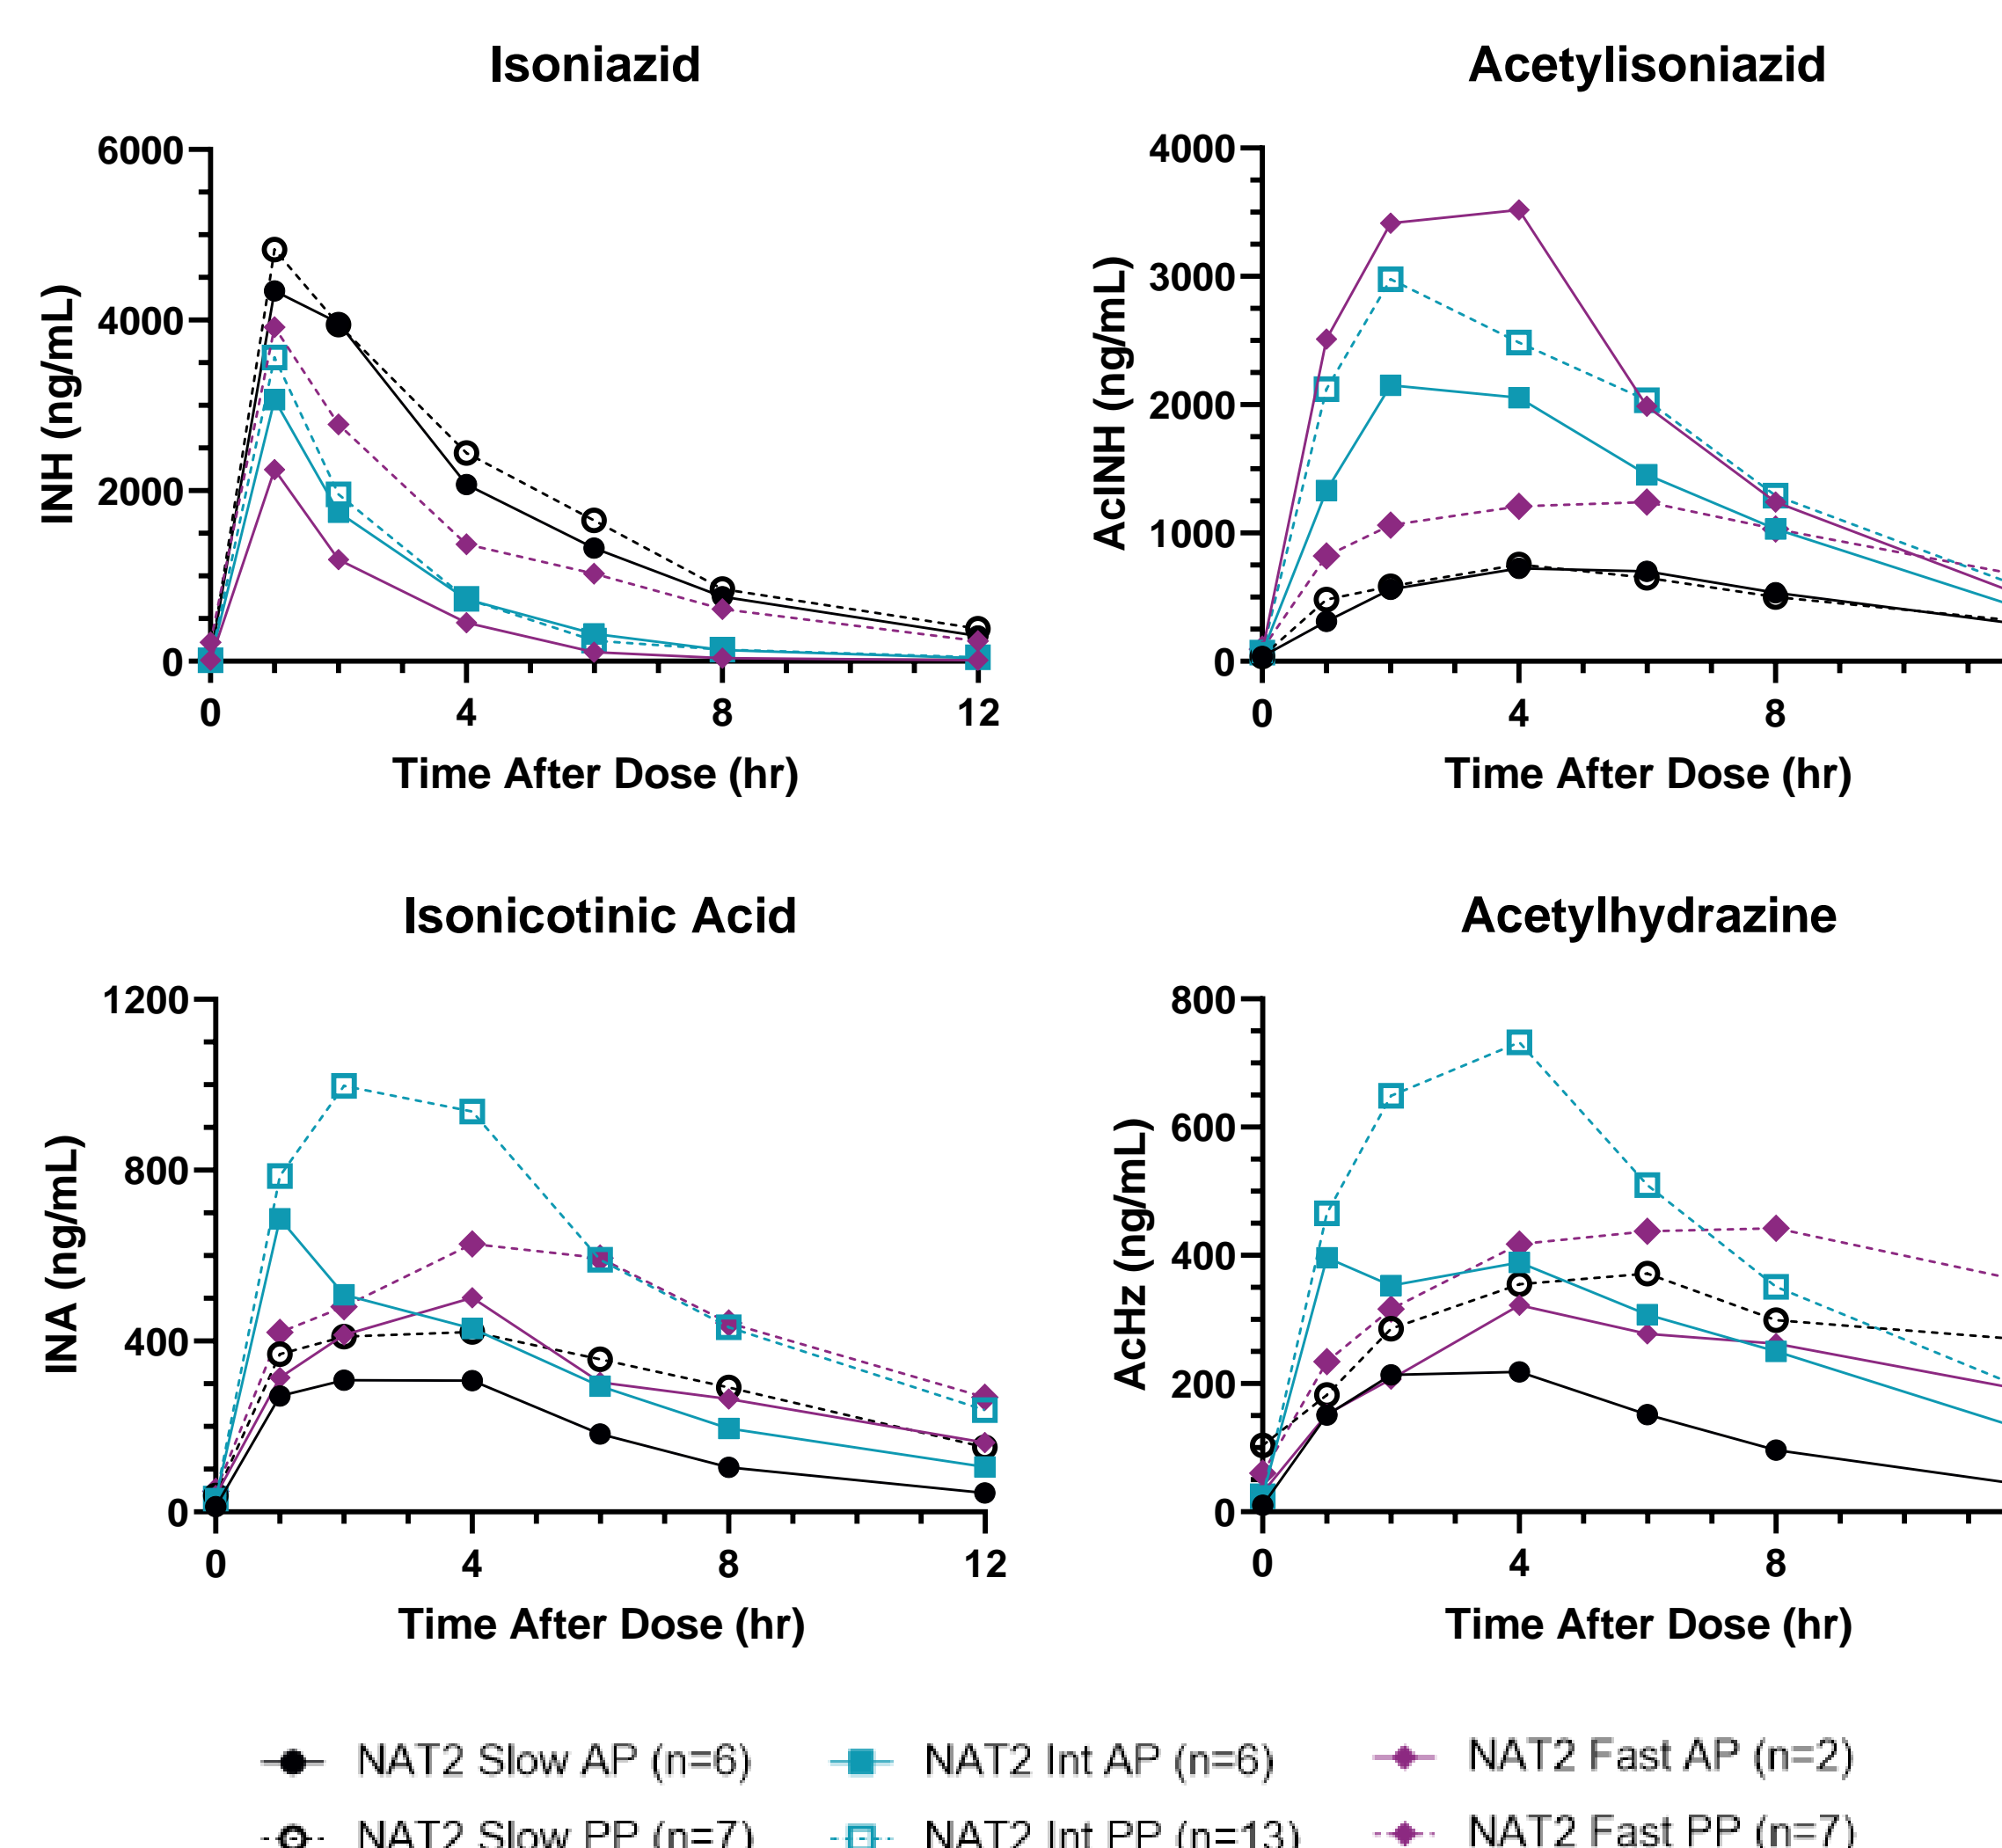 Isoniazid
6000
4000
2000
0
INH (ng/mL)
0 4 8 12
Time After Dose (hr)
Acetylisoniazid
4000
3000
2000
1000
0
AcINH (ng/mL)
0 4 8
Time After Dose (hr)
Isonicotinic Acid
1200
800
400
0
INA (ng/mL)
0 4 8 12
Time After Dose (hr)
Acetylhydrazine
800
600
400
200
0
AcHz (ng/mL)
0 4 8
Time After Dose (hr)
NAT2 Slow AP (n=6) NAT2 Int AP (n=6) NAT2 Fast AP (n=2)
NAT2 Slow PP (n=7) NAT2 Int PP (n=13) NAT2 Fast PP (n=7)